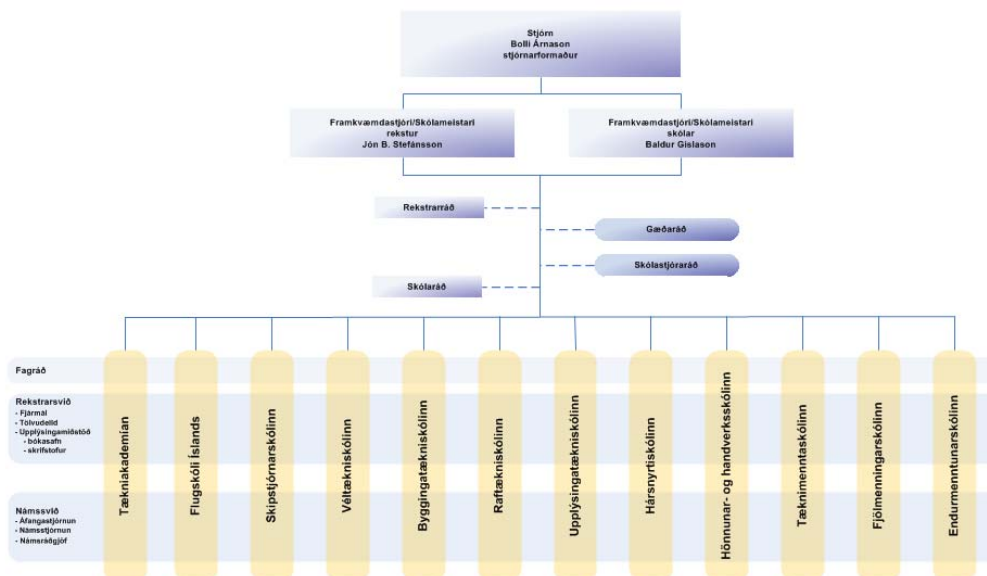 Stjórn
Bolli Árnason
stjórnarformaður
Framkvæmdastjóri/Skólameistari
rekstur
Jón B. Stefánsson
Framkvæmdastjóri/Skólameistari
skólar
Baldur Gíslason
Rekstrarráð
Gæðaráð
Skólastjóraráð
Skólaráð
Fagráð
Rekstrarsvið
- Fjármál
- Tölvudeild
- Upplýsingamiðstöð
- bókasafn
- skrifstofur
Námssvið
- Áfangastjórnun
- Námsstjórnun
- Námsráðgjöf
Tækniakademían
Flugskóli Íslands
Skipstjórnarskólinn
Véltækniskólinn
Byggingatækniskólinn
Raftækniskólinn
Upplýsingatækniskólinn
Hársnyrtiskólinn
Hönnunar- og handverksskólinn
Tæknimenntaskólinn
Fjölmenningarskólinn
Endurmenntunarskólinn